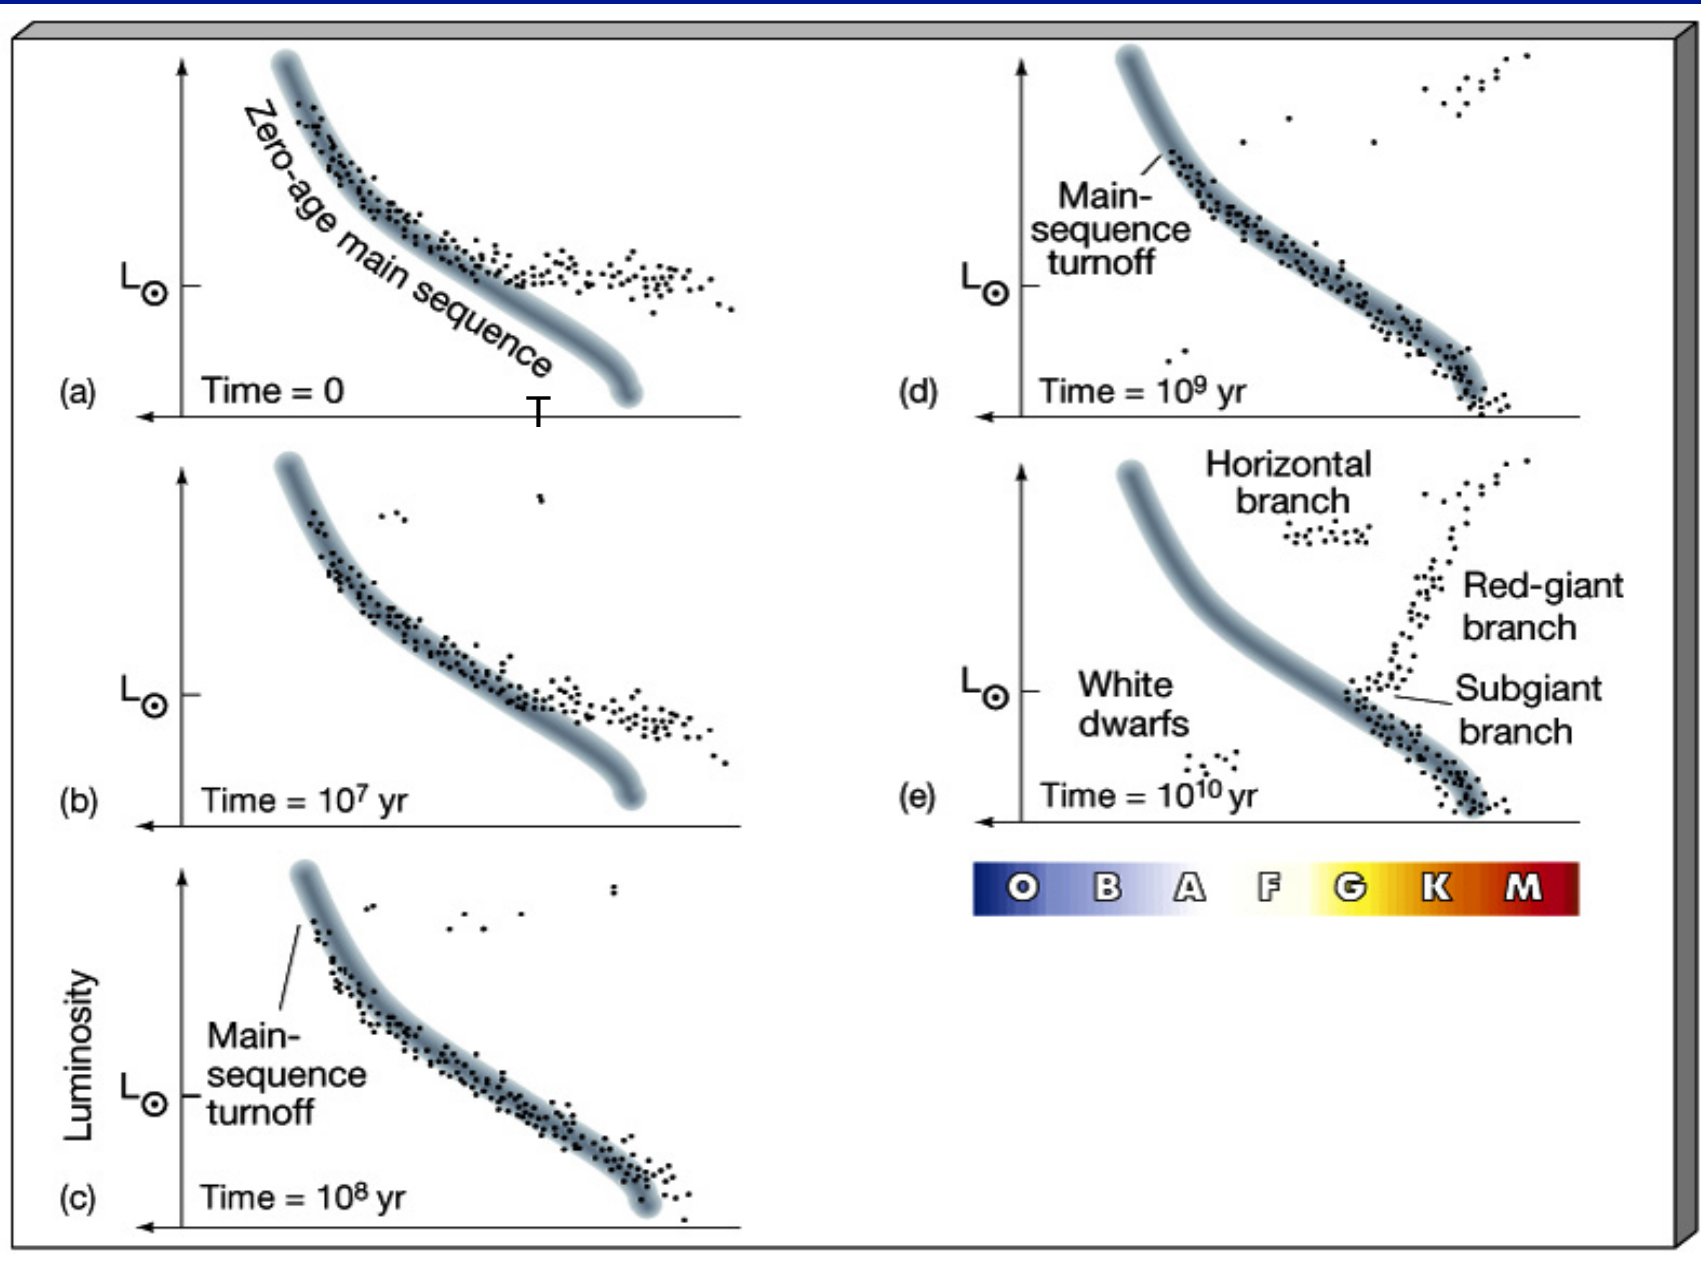 Zero-age main sequence
L⊙
(a)
Time = 0
T
L⊙
(b)
Time = 10⁷ yr
Main-
sequence
turnoff
L⊙
Luminosity
(c)
Time = 10⁸ yr
Main-
sequence
turnoff
L⊙
(d)
Time = 10⁹ yr
Horizontal
branch
Red-giant
branch
L⊙
White
dwarfs
Subgiant
branch
(e)
Time = 10¹⁰ yr
O B A F G K M